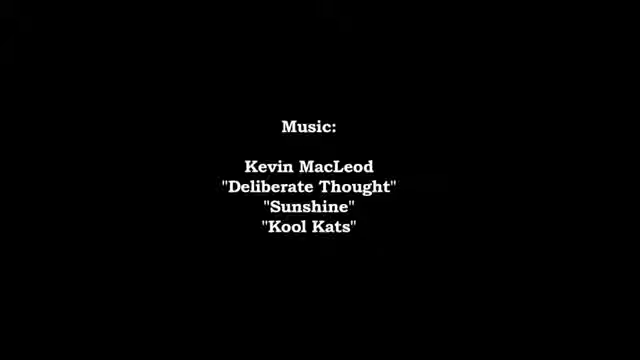 Music:
Kevin MacLeod
"Deliberate Thought"
"Sunshine"
"Kool Kats"